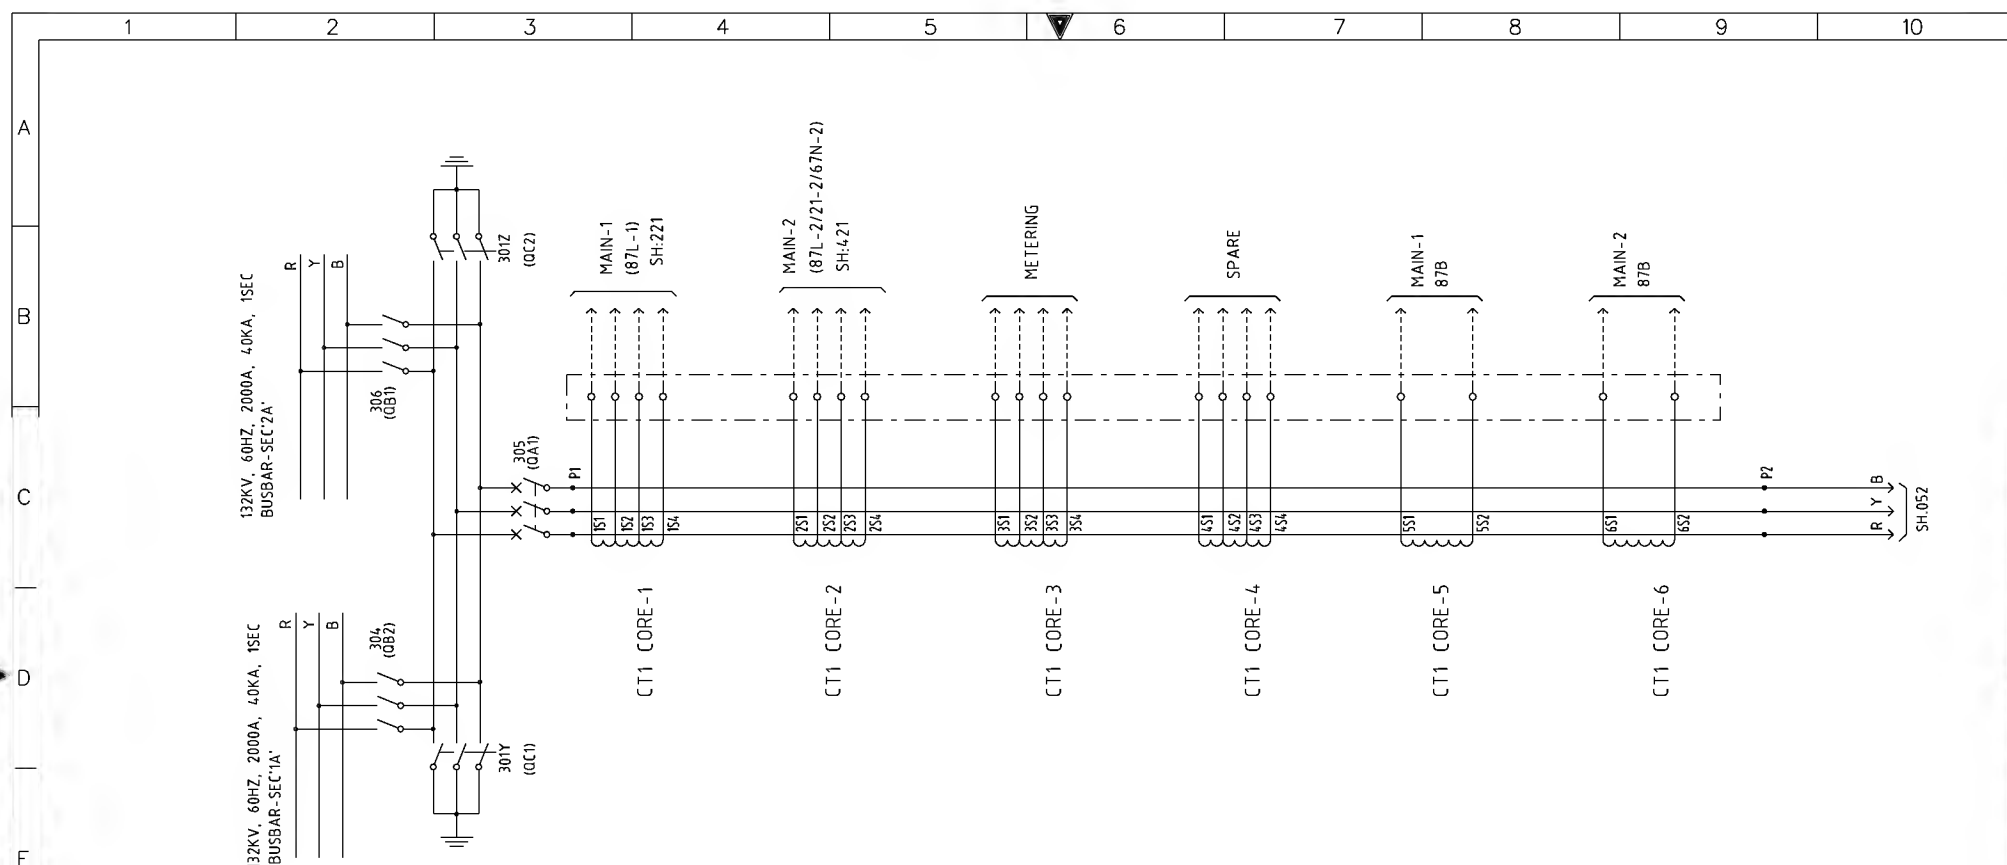 1 2 3 4 5 6 7 8 9 10
A
B
C
D
E
132KV, 60HZ, 2000A, 40KA, 1SEC
BUSBAR-SEC'2A'
R
Y
B
306
(QB1)
301Z
(QC2)
305
(QA1)
P1
MAIN-1
(87L-1)
SH:221
MAIN-2
(87L-2/21-2/67N-2)
SH:421
METERING
SPARE
MAIN-1
87B
MAIN-2
87B
1S1
1S2
1S3
1S4
2S1
2S2
2S3
2S4
3S1
3S2
3S3
3S4
4S1
4S2
4S3
4S4
5S1
5S2
6S1
6S2
P2
B
Y
R
SH.052
CT1 CORE-1
CT1 CORE-2
CT1 CORE-3
CT1 CORE-4
CT1 CORE-5
CT1 CORE-6
32KV, 60HZ, 2000A, 40KA, 1SEC
BUSBAR-SEC'1A'
R
Y
B
304
(QB2)
301Y
(QC1)